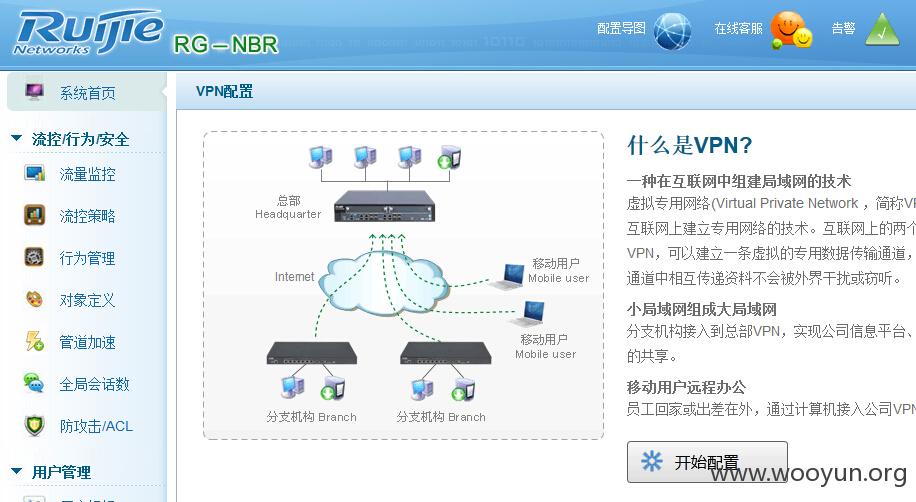 RUIJIE
Networks
RG-NBR
配置导图
在线客服
告警
系统首页
流控/行为/安全
流量监控
流控策略
行为管理
对象定义
管道加速
全局会话数
防攻击/ACL
用户管理
VPN配置
总部
Headquarter
Internet
移动用户
Mobile user
移动用户
Mobile user
分支机构 Branch
分支机构 Branch
什么是VPN?
一种在互联网中组建局域网的技术
虚拟专用网络(Virtual Private Network ，简称VP
互联网上建立专用网络的技术。互联网上的两个
VPN，可以建立一条虚拟的专用数据传输通道，
通道中相互传递资料不会被外界干扰或窃听。
小局域网组成大局域网
分支机构接入到总部VPN，实现公司信息平台、
的共享。
移动用户远程办公
员工回家或出差在外，通过计算机接入公司VPN
开始配置
www.wooyun.org